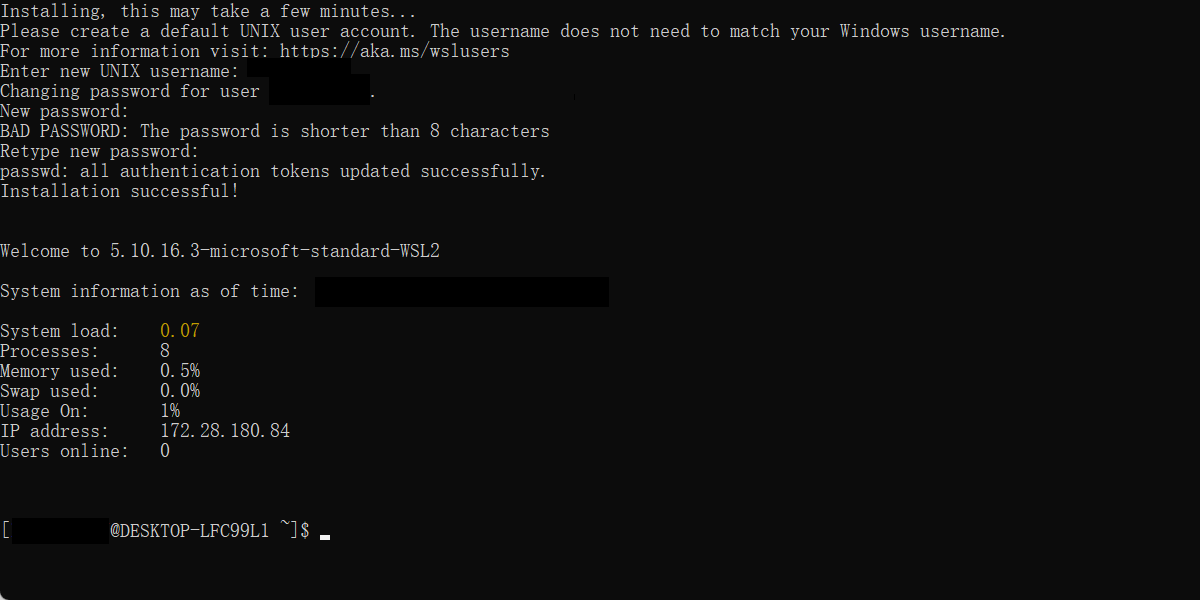 Installing, this may take a few minutes...
Please create a default UNIX user account. The username does not need to match your Windows username.
For more information visit: https://aka.ms/wslusers
Enter new UNIX username:
Changing password for user .
New password:
BAD PASSWORD: The password is shorter than 8 characters
Retype new password:
passwd: all authentication tokens updated successfully.
Installation successful!
Welcome to 5.10.16.3-microsoft-standard-WSL2
System information as of time:
System load: 0.07
Processes: 8
Memory used: 0.5%
Swap used: 0.0%
Usage On: 1%
IP address: 172.28.180.84
Users online: 0
[ @DESKTOP-LFC99L1 ~]$